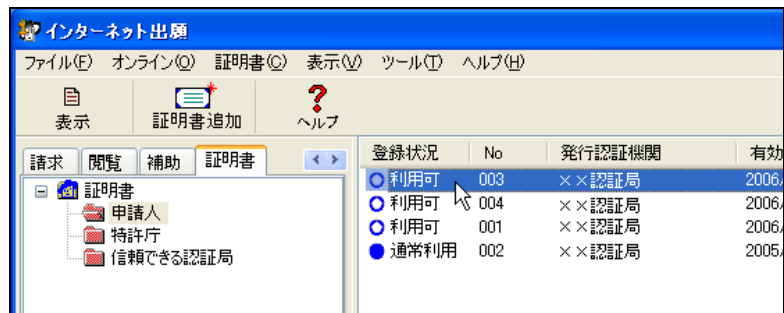 インターネット出願
ファイル(F) オンライン(O) 証明書(C) 表示(V) ツール(T) ヘルプ(H)
表示 証明書追加 ヘルプ
請求 閲覧 補助 証明書
証明書
申請人
特許庁
信頼できる認証局
登録状況 No 発行認証機関 有効
利用可 003 ××認証局 2006/
利用可 004 ××認証局 2006/
利用可 001 ××認証局 2006/
通常利用 002 ××認証局 2005/